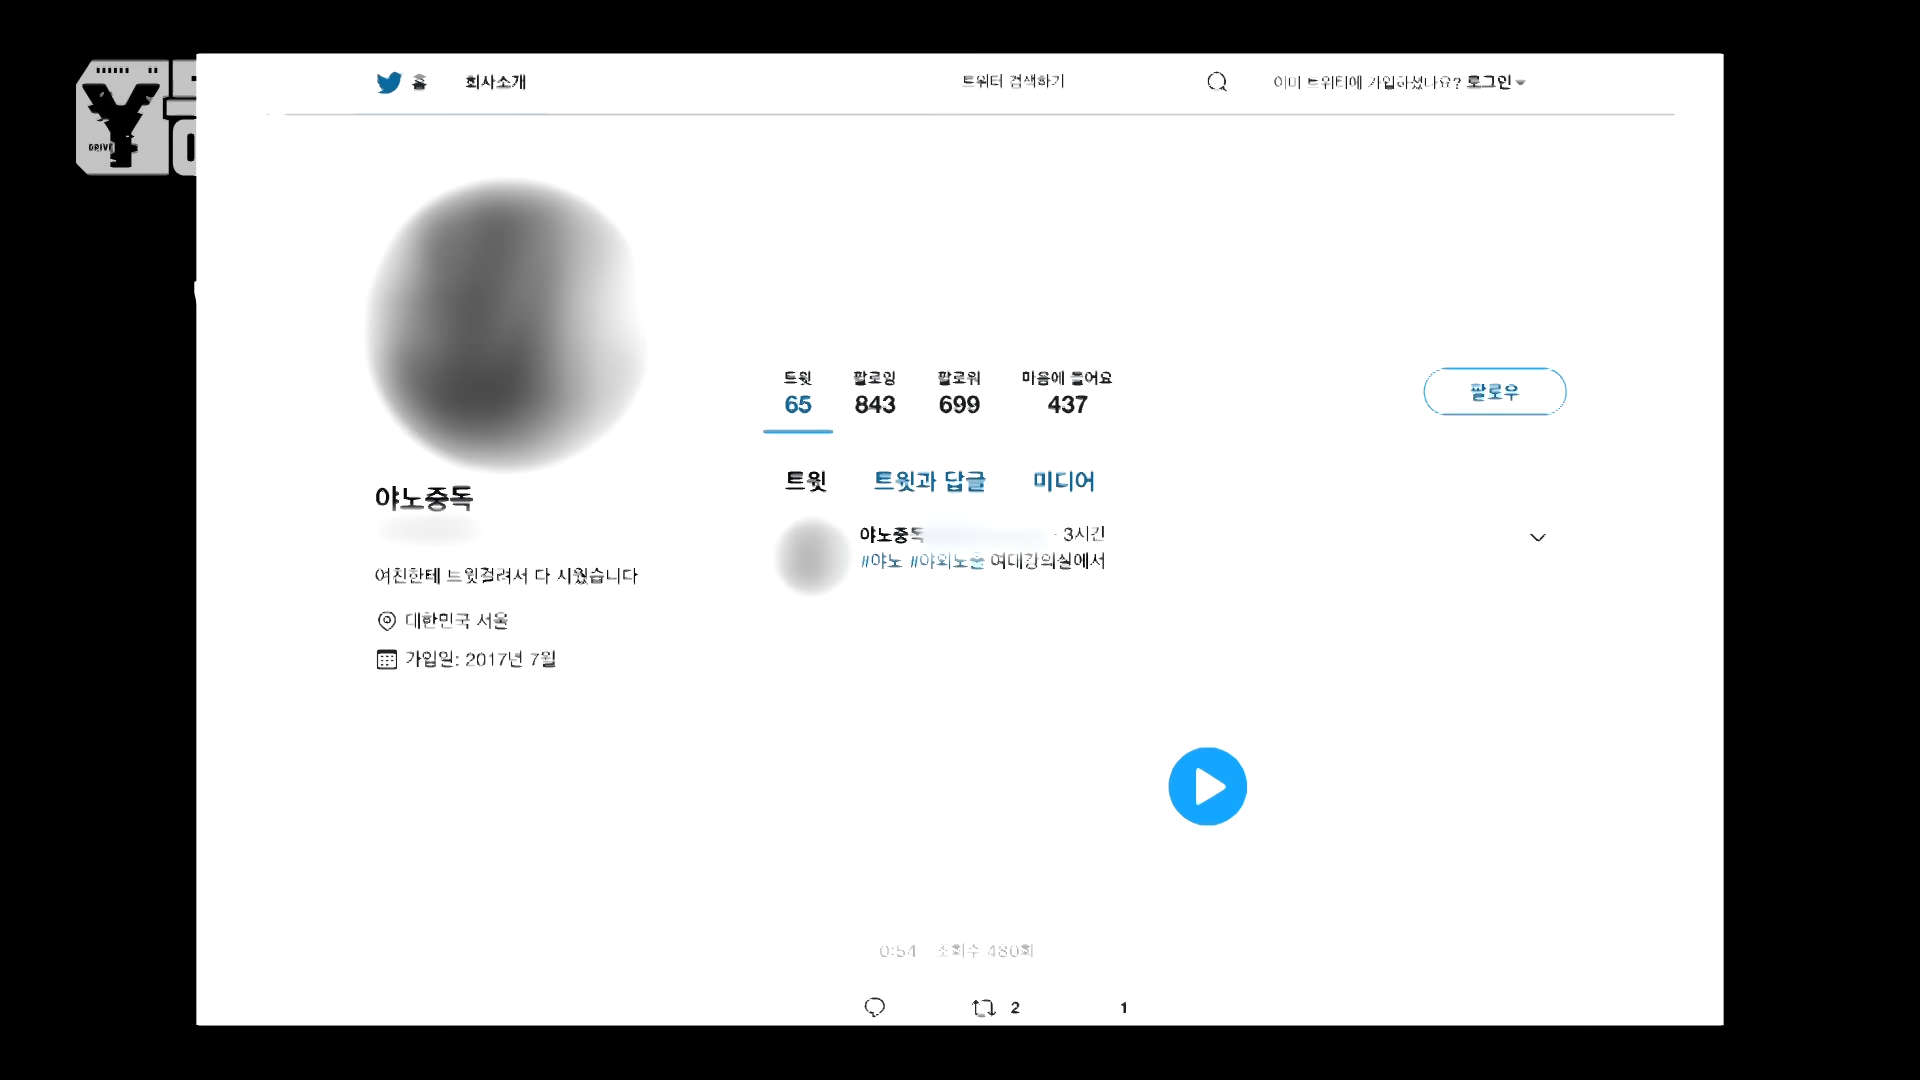 Y
DRIVE
홈 회사소개 트위터 검색하기 이미 트위터에 가입하셨나요? 로그인
트윗 팔로잉 팔로워 마음에 들어요
65 843 699 437
팔로우
트윗 트윗과 답글 미디어
야노중독
여친한테 트윗걸려서 다 지웠습니다
대한민국 서울
가입일: 2017년 7월
야노중독 · 3시간
#야노 #야외노출 여대강의실에서
0:54 조회수 480회
2 1